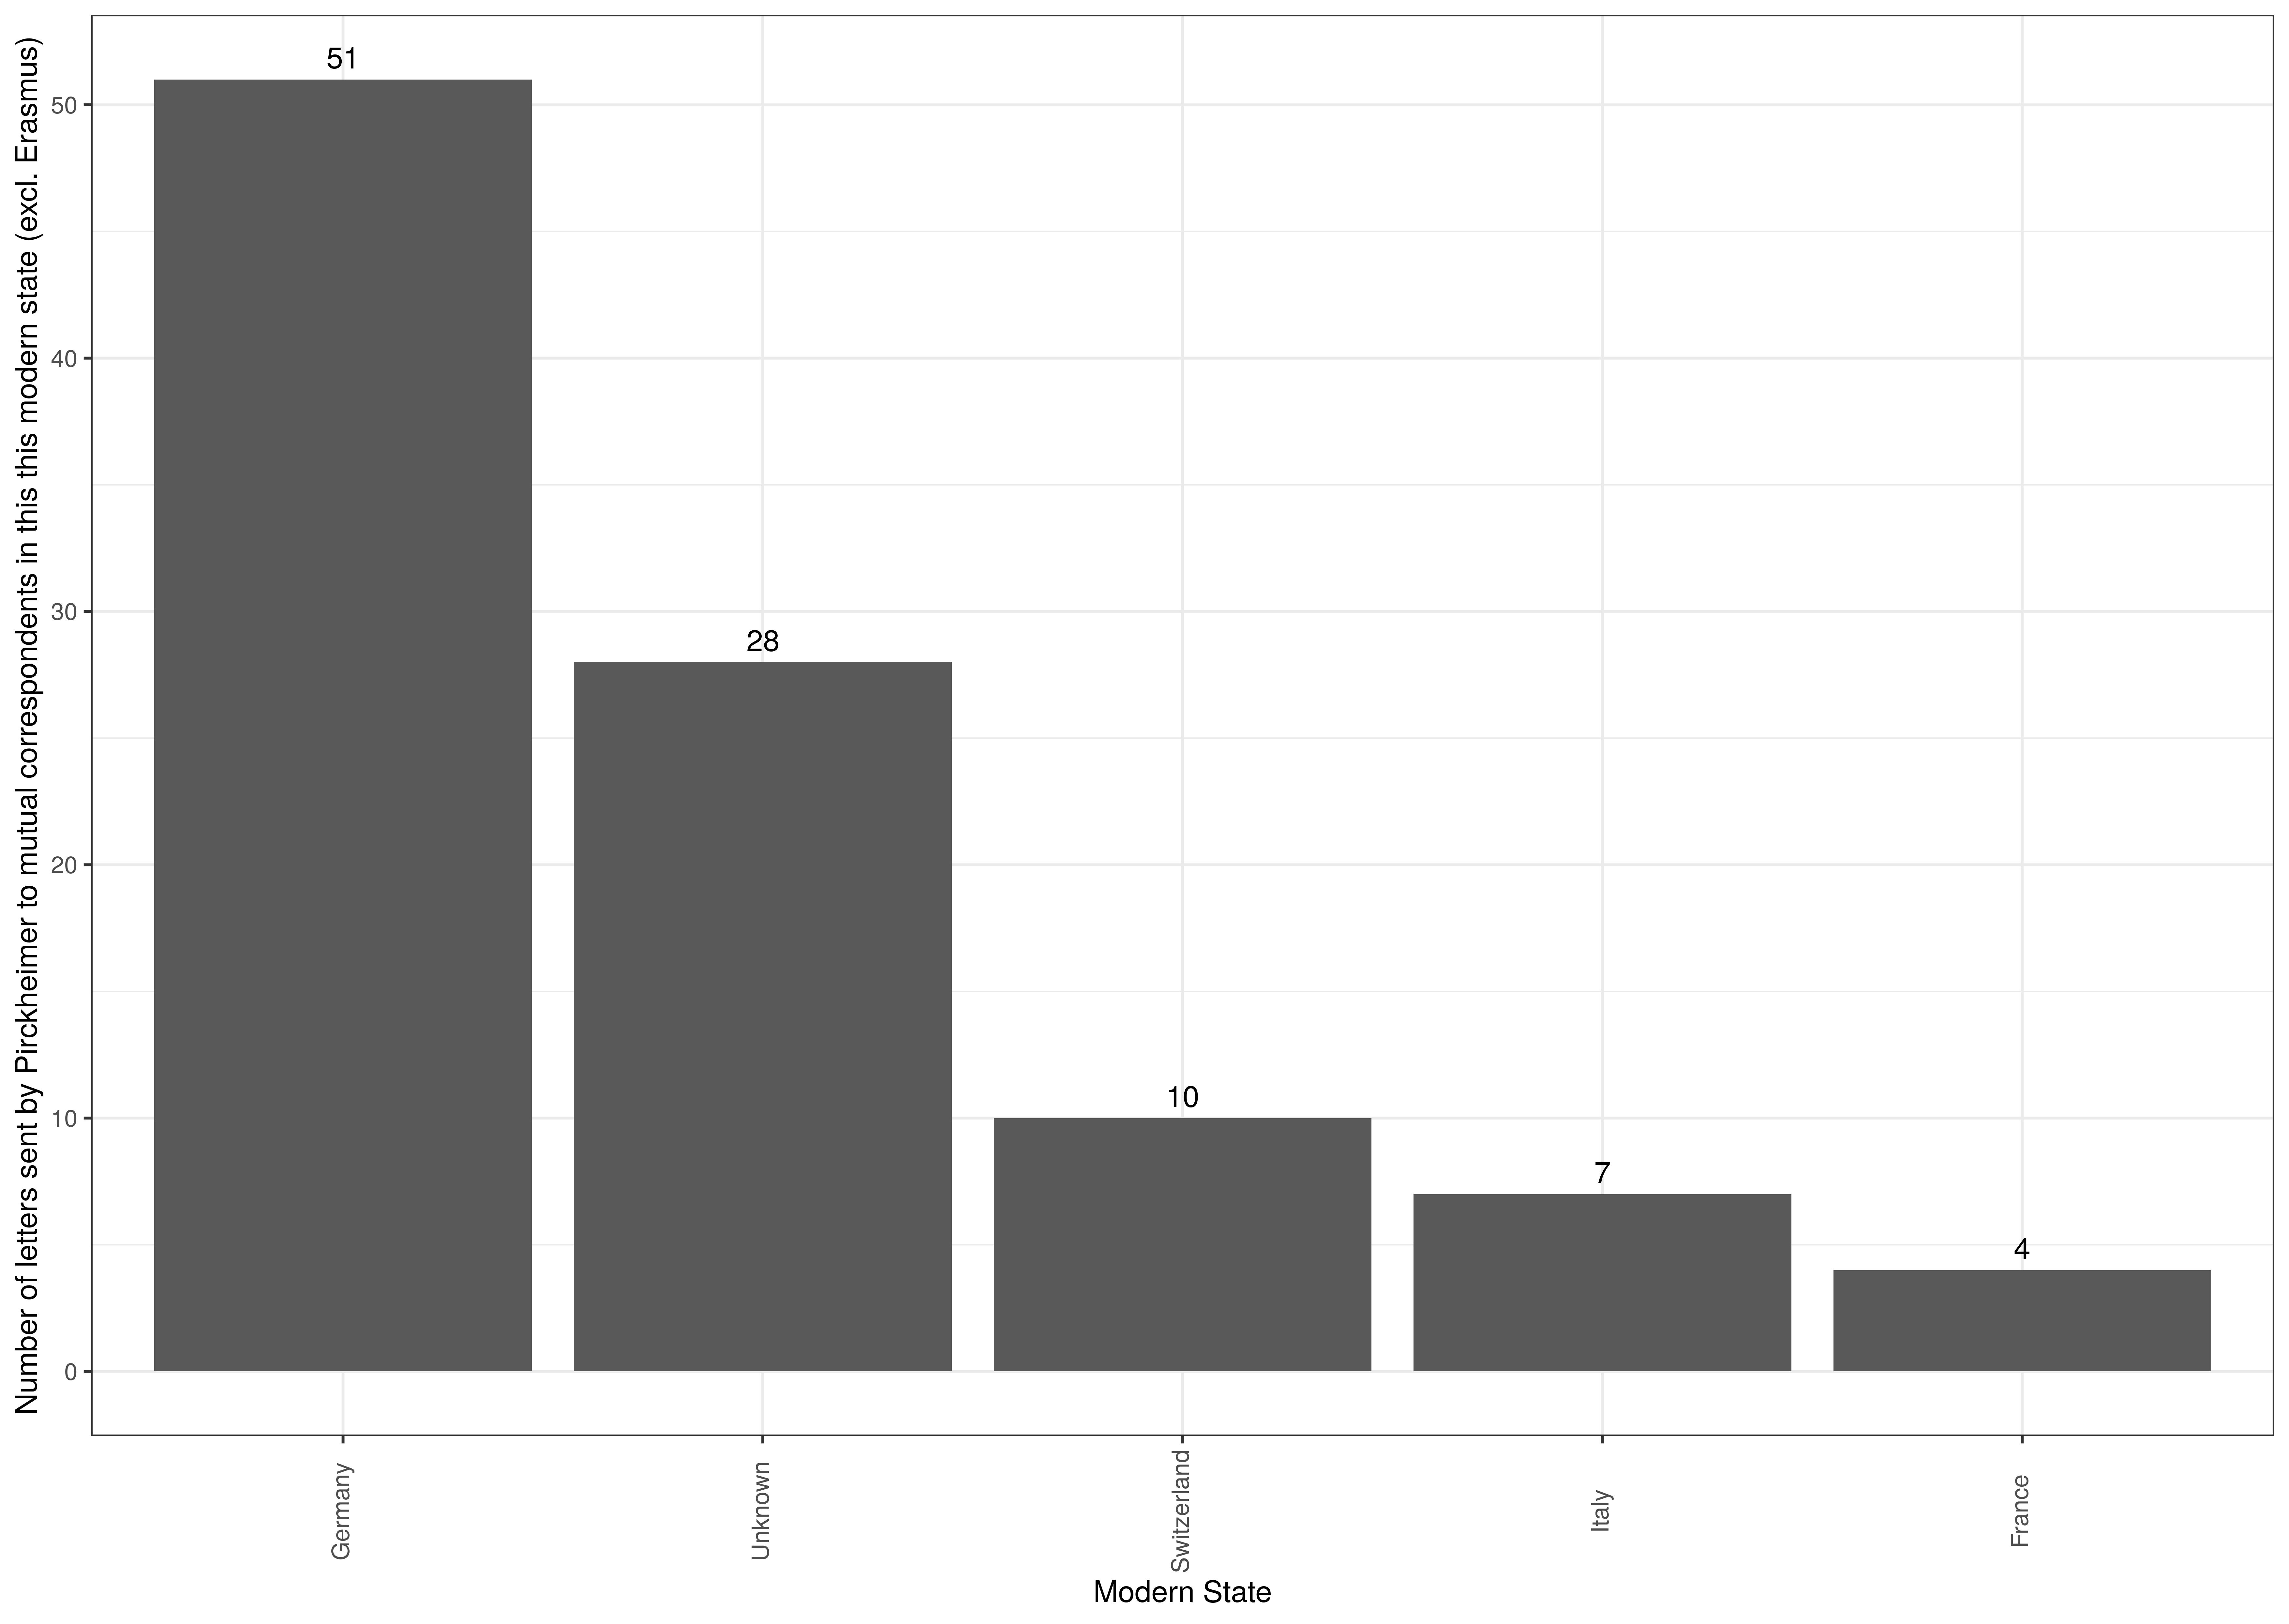 Number of letters sent by Pirckheimer to mutual correspondents in this this modern state (excl. Erasmus)
50
40
30
20
10
0
51
28
10
7
4
Germany
Unknown
Switzerland
Italy
France
Modern State